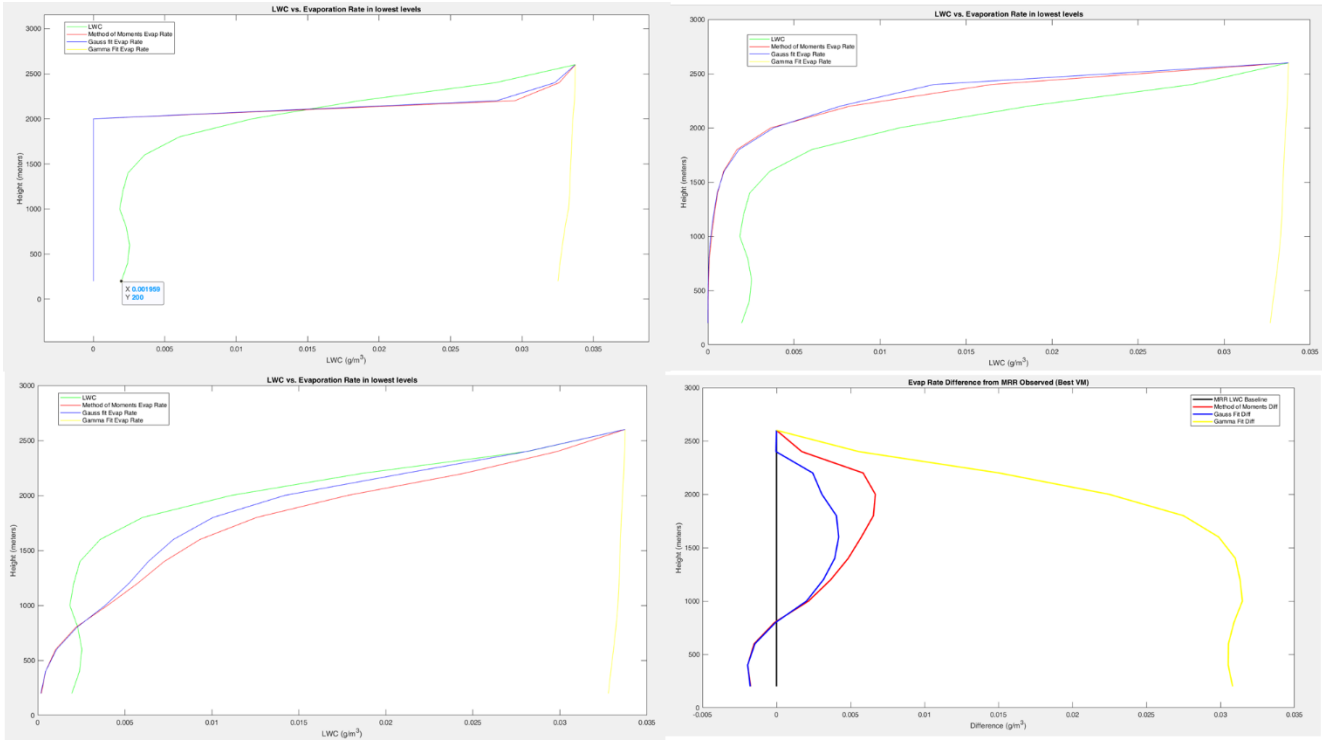 LWC vs. Evaporation Rate in lowest levels
LWC
Method of Moments Evap Rate
Gauss fit Evap Rate
Gamma Fit Evap Rate
3000
2500
2000
1500
1000
500
0
Height (meters)
X 0.001959
Y 200
0
0.005
0.01
0.015
0.02
0.025
0.03
0.035
LWC (g/m³)
LWC vs. Evaporation Rate in lowest levels
LWC
Method of Moments Evap Rate
Gauss fit Evap Rate
Gamma Fit Evap Rate
3000
2500
2000
1500
1000
500
0
Height (meters)
0
0.005
0.01
0.015
0.02
0.025
0.03
0.035
LWC (g/m³)
LWC vs. Evaporation Rate in lowest levels
LWC
Method of Moments Evap Rate
Gauss fit Evap Rate
Gamma Fit Evap Rate
3000
2500
2000
1500
1000
500
0
Height (meters)
0
0.005
0.01
0.015
0.02
0.025
0.03
0.035
LWC (g/m³)
Evap Rate Difference from MRR Observed (Best VM)
MRR LWC Baseline
Method of Moments Diff
Gauss Fit Diff
Gamma Fit Diff
3000
2500
2000
1500
1000
500
0
Height (meters)
-0.005
0
0.005
0.01
0.015
0.02
0.025
0.03
0.035
Difference (g/m³)